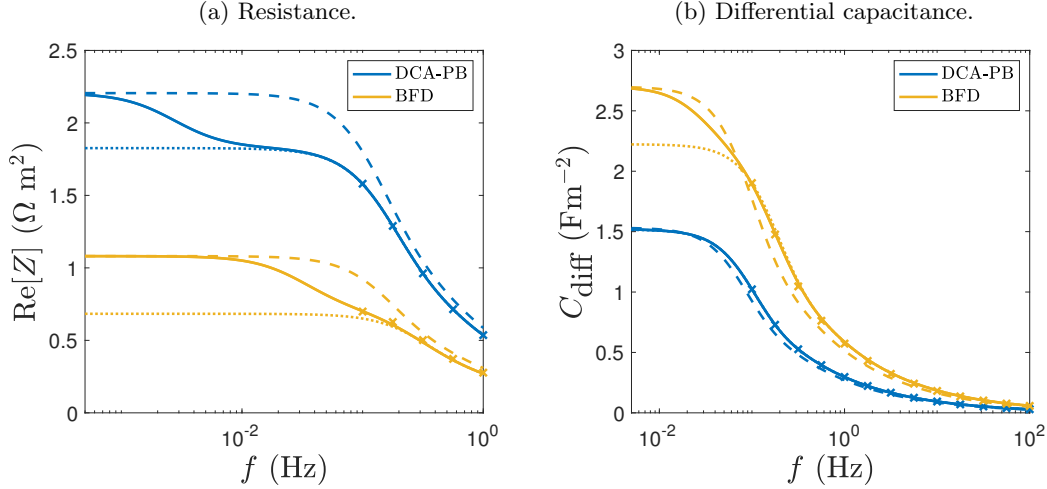 (a) Resistance.
2.5
2
1.5
1
0.5
0
10⁻²
10⁰
Re[Z] (Ω m²)
f (Hz)
DCA-PB
BFD
(b) Differential capacitance.
3
2.5
2
1.5
1
0.5
0
10⁻²
10⁰
10²
C_diff (Fm⁻²)
f (Hz)
DCA-PB
BFD